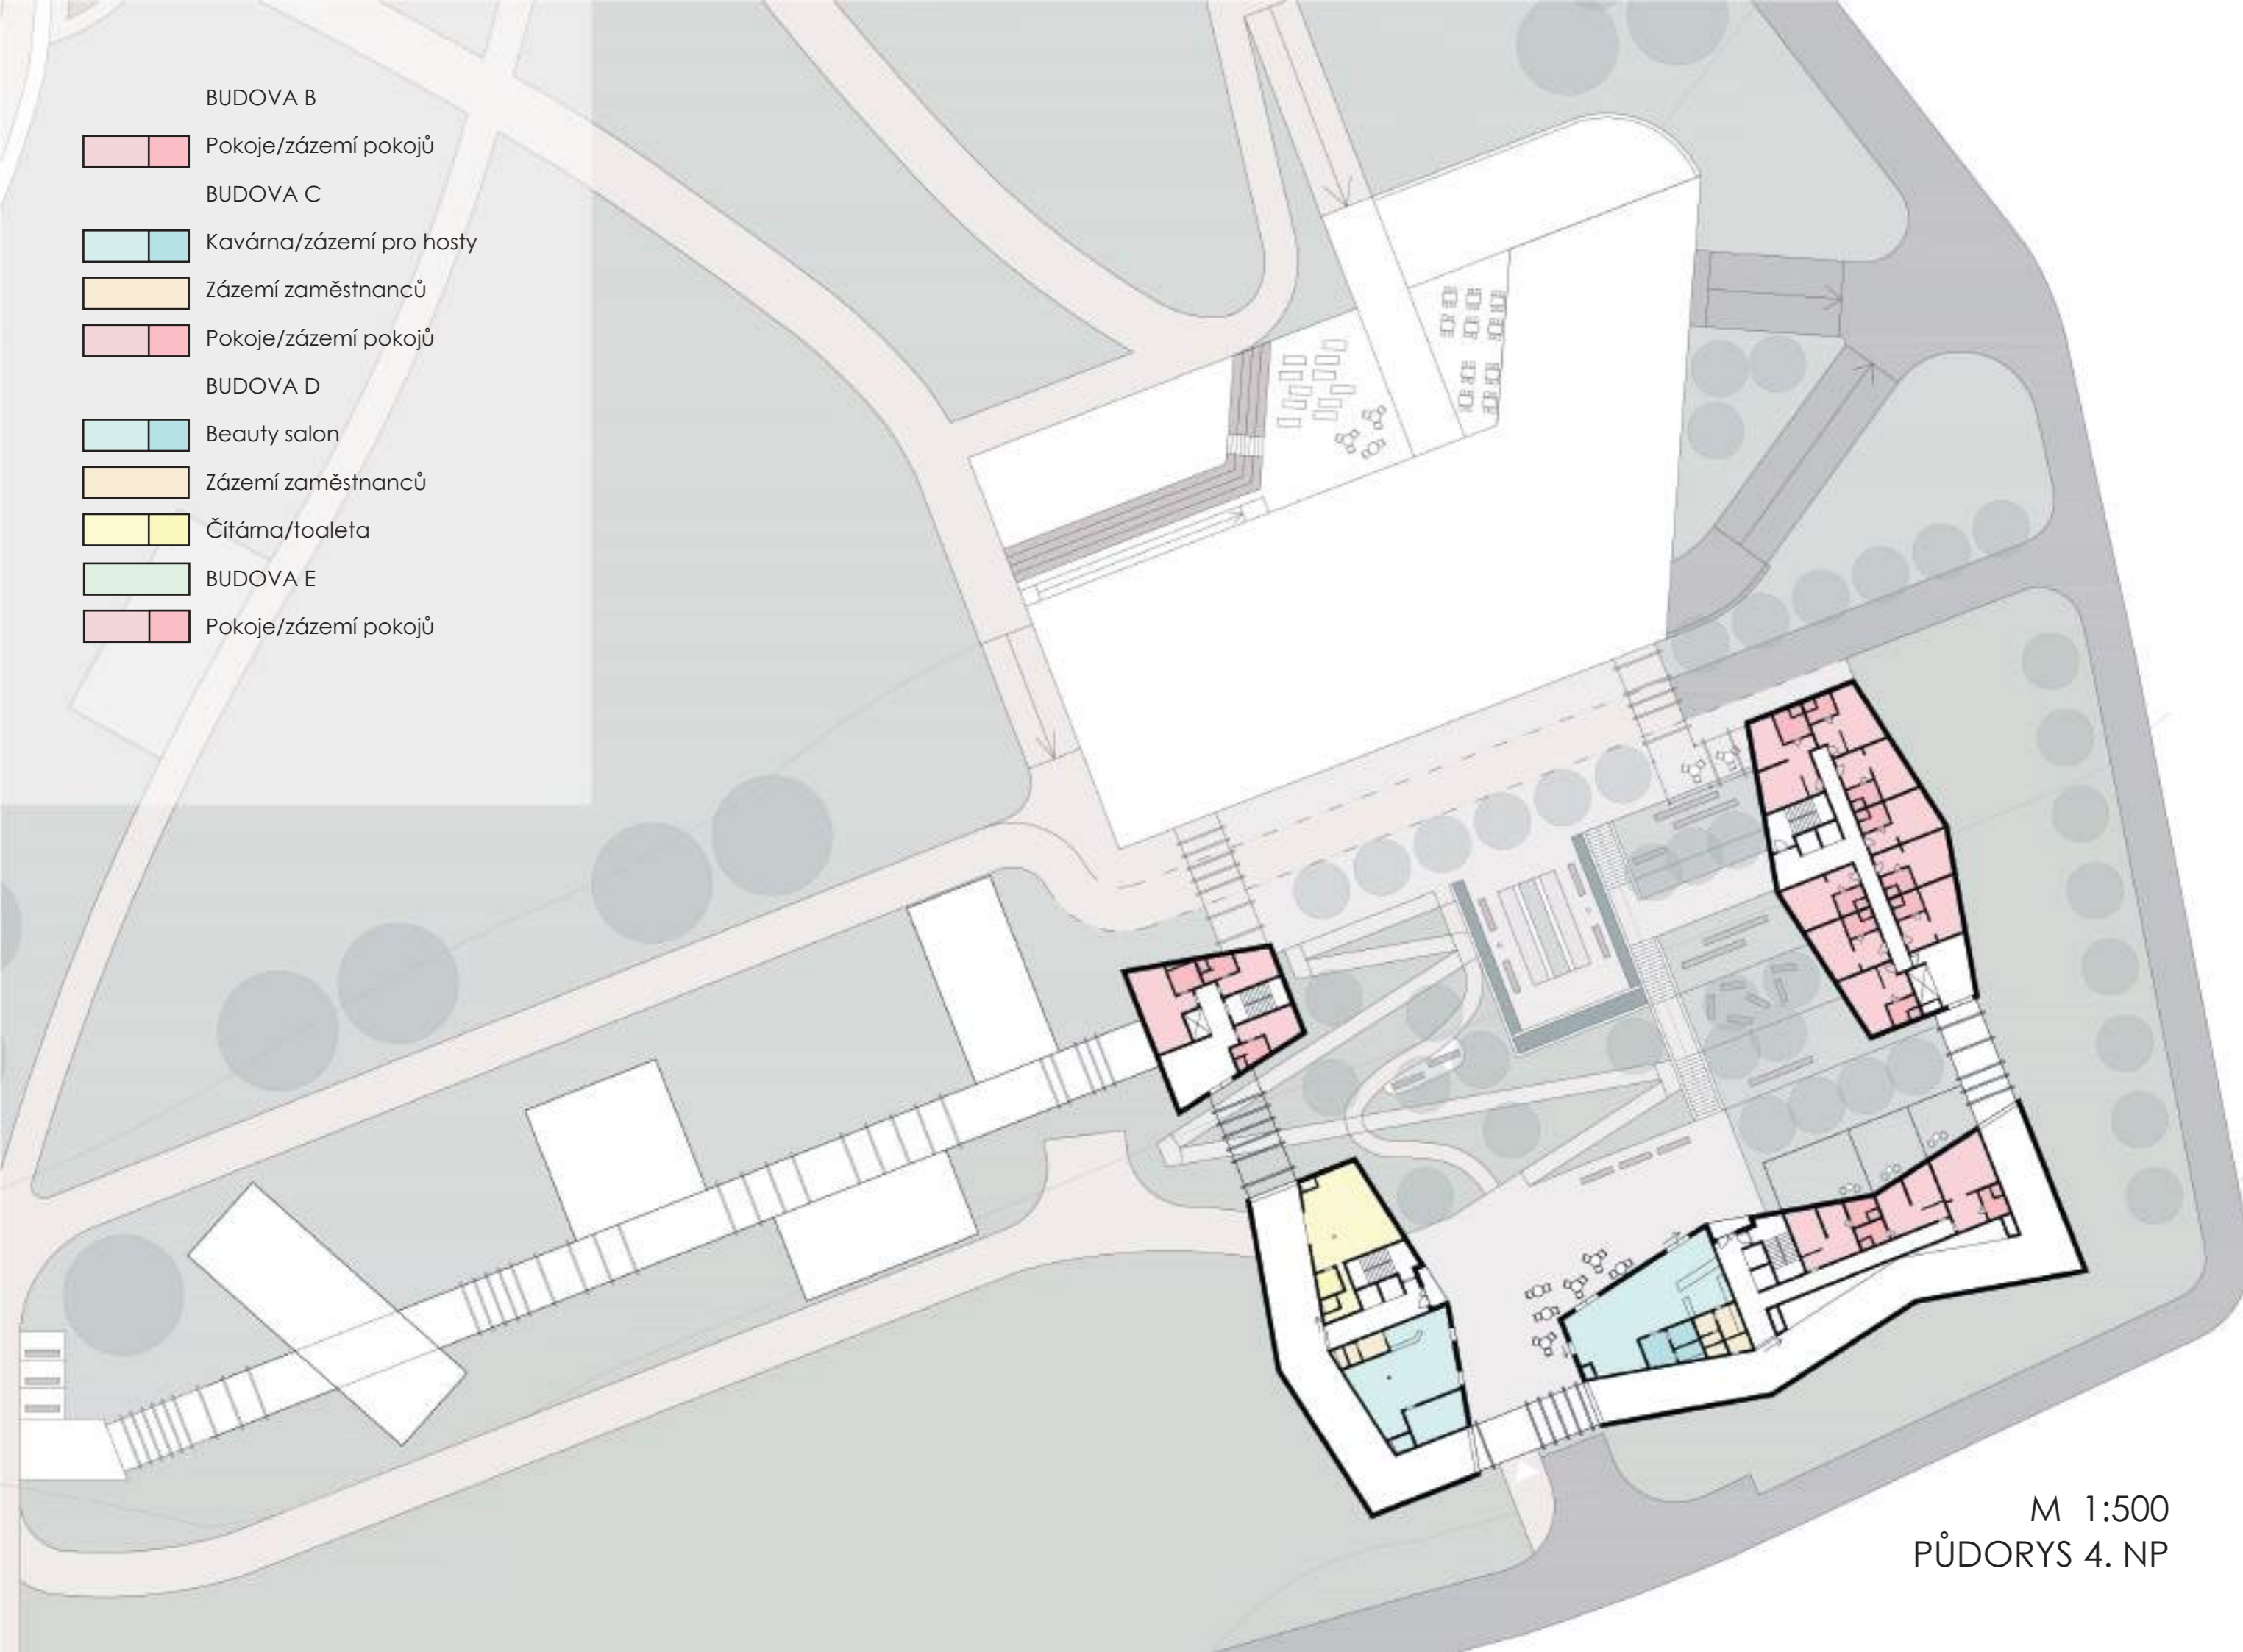 BUDOVA B
Pokoje/zázemí pokojů
BUDOVA C
Kavárna/zázemí pro hosty
Zázemí zaměstnanců
Pokoje/zázemí pokojů
BUDOVA D
Beauty salon
Zázemí zaměstnanců
Čítárna/toaleta
BUDOVA E
Pokoje/zázemí pokojů
M 1:500
PŮDORYS 4. NP